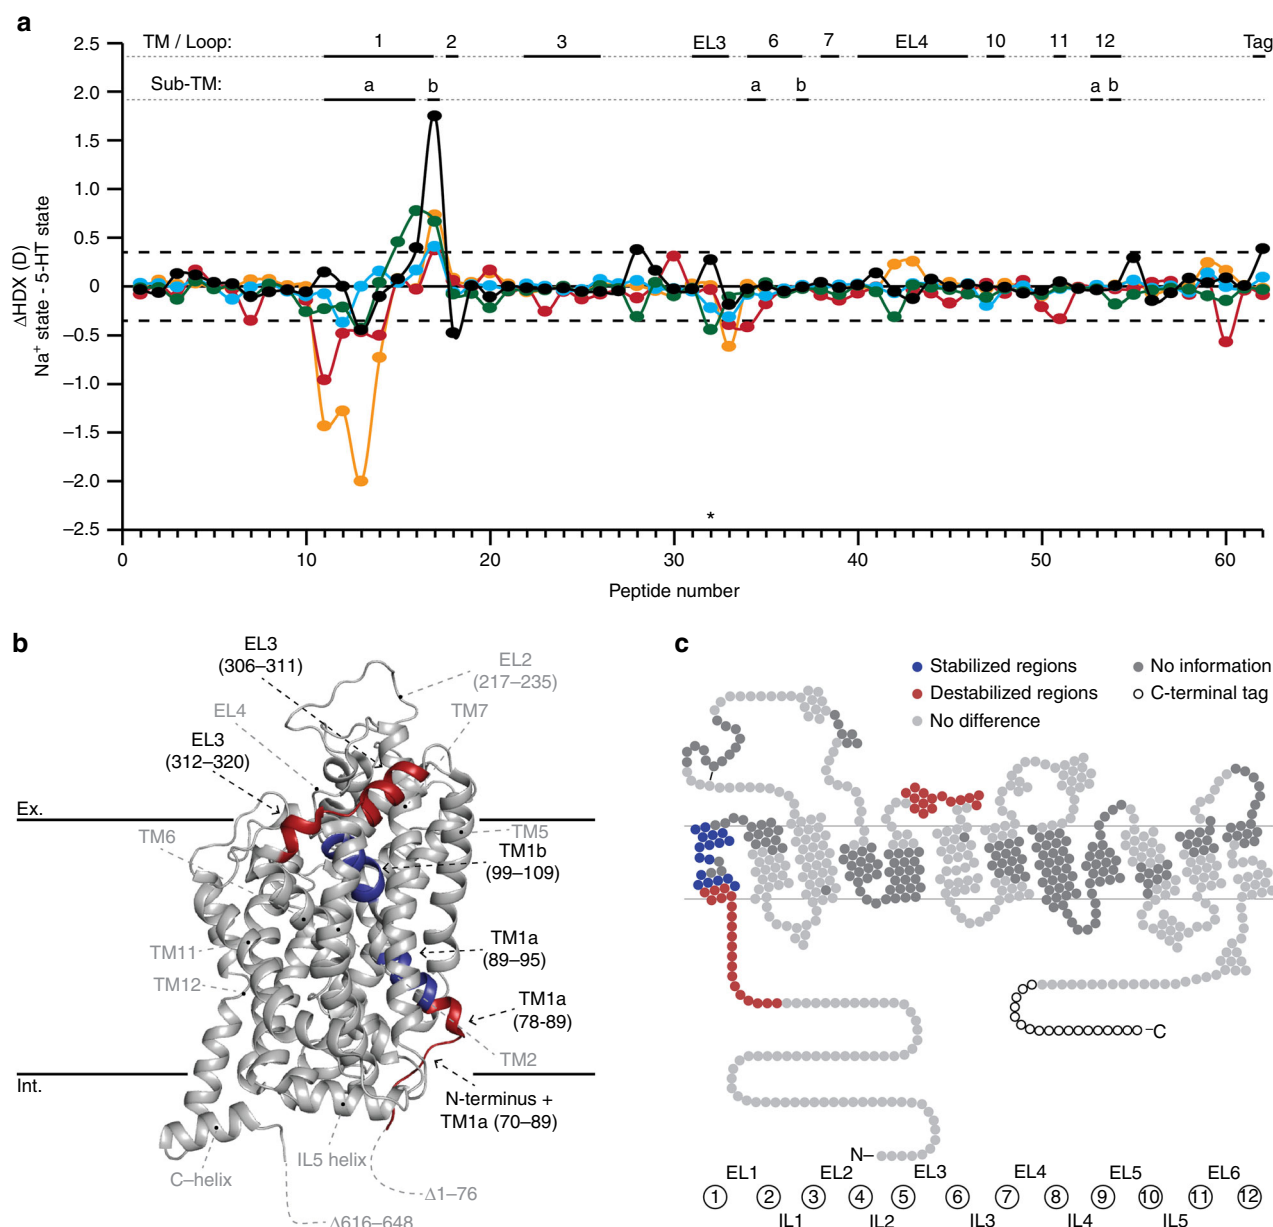 a
TM / Loop: 1 2 3 EL3 6 7 EL4 10 11 12 Tag
Sub-TM: a b a b a b
2.5
2.0
1.5
1.0
0.5
0
–0.5
–1.0
–1.5
–2.0
–2.5
ΔHDX (D)
Na⁺ state - 5-HT state
*
0 10 20 30 40 50 60
Peptide number
b
EL3
(306–311)
EL2
(217–235)
EL4
TM7
EL3
(312–320)
Ex.
TM6
TM5
TM1b
(99–109)
TM11
TM1a
(89–95)
TM12
TM1a
(78-89)
TM2
Int.
N-terminus +
TM1a (70–89)
IL5 helix
C–helix
Δ1–76
Δ616–648
c
Stabilized regions
No information
Destabilized regions
C-terminal tag
No difference
–C
N–
EL1 EL2 EL3 EL4 EL5 EL6
1 2 3 4 5 6 7 8 9 10 11 12
IL1 IL2 IL3 IL4 IL5